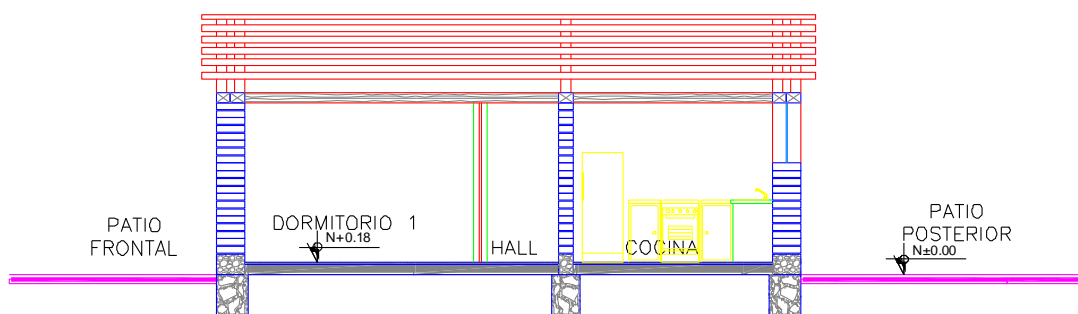 PATIO
FRONTAL
DORMITORIO 1
N+0.18
HALL
COCINA
PATIO
POSTERIOR
N±0.00